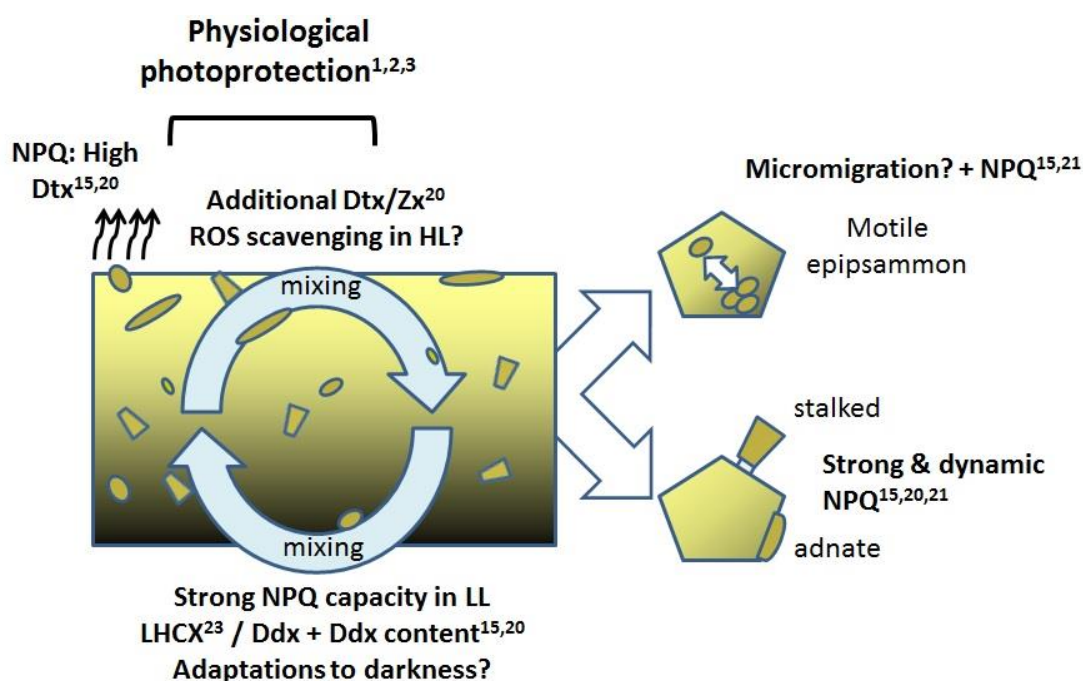 Physiological
photoprotection1,2,3
NPQ: High
Dtx15,20
Additional Dtx/Zx20
ROS scavenging in HL?
mixing
mixing
Strong NPQ capacity in LL
LHCX23 / Ddx + Ddx content15,20
Adaptations to darkness?
Micromigration? + NPQ15,21
Motile
epipsammon
stalked
Strong & dynamic
NPQ15,20,21
adnate